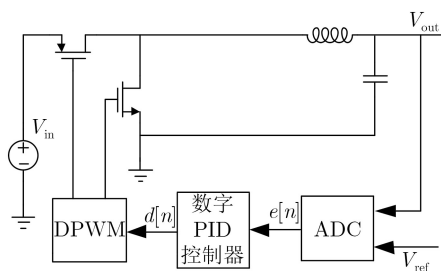 V_out
V_in
DPWM
d[n]
数字
PID
控制器
e[n]
ADC
V_ref